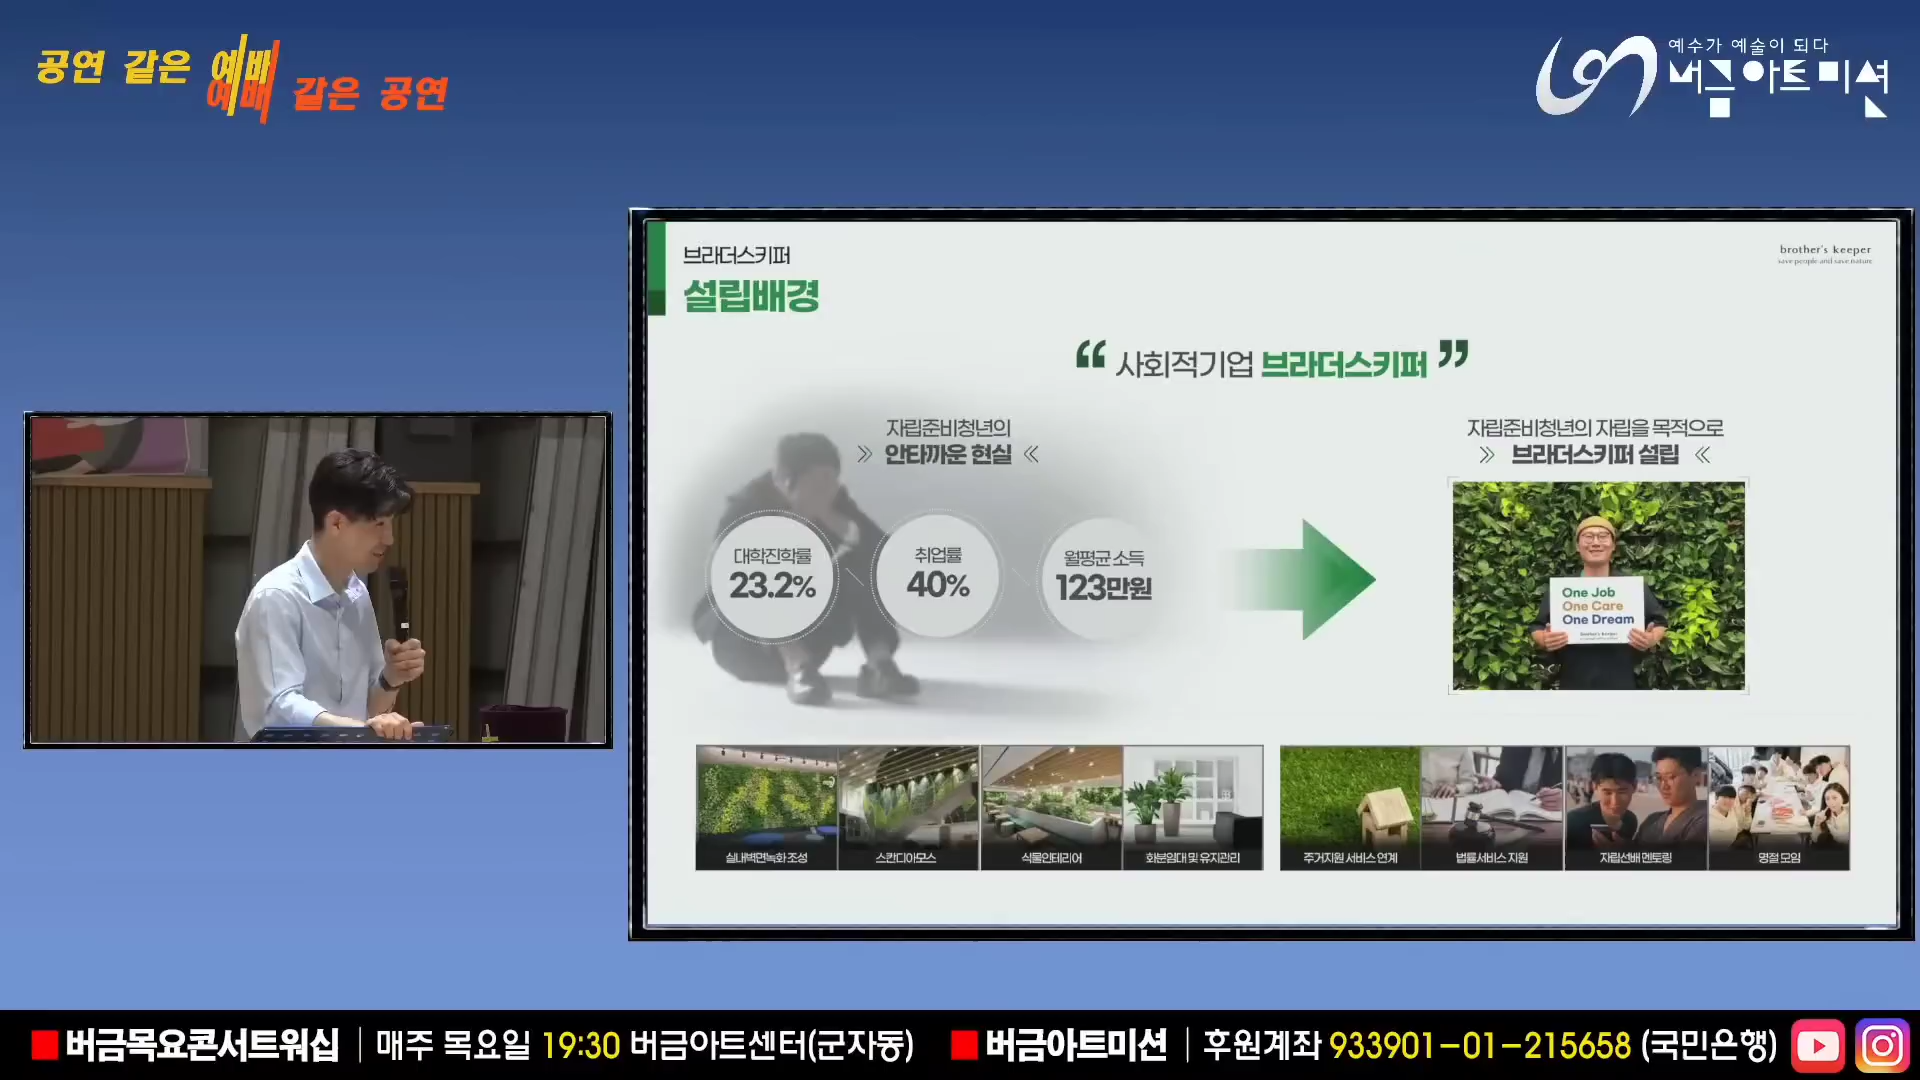 공연 같은 예배
예배 같은 공연
예수가 예술이 되다
버금아트미션
브라더스키퍼
설립배경
brother's keeper
save people and save nature
“ 사회적기업 브라더스키퍼 ”
자립준비청년의
» 안타까운 현실 «
대학진학률
23.2%
취업률
40%
월평균 소득
123만원
자립준비청년의 자립을 목적으로
» 브라더스키퍼 설립 «
One Job
One Care
One Dream
brother's keeper
실내벽면녹화 조성
스칸디아모스
식물인테리어
화분임대 및 유지관리
주거지원 서비스 연계
법률서비스 지원
자립선배 멘토링
명절 모임
버금목요콘서트워십 | 매주 목요일 19:30 버금아트센터(군자동)
버금아트미션 | 후원계좌 933901-01-215658 (국민은행)